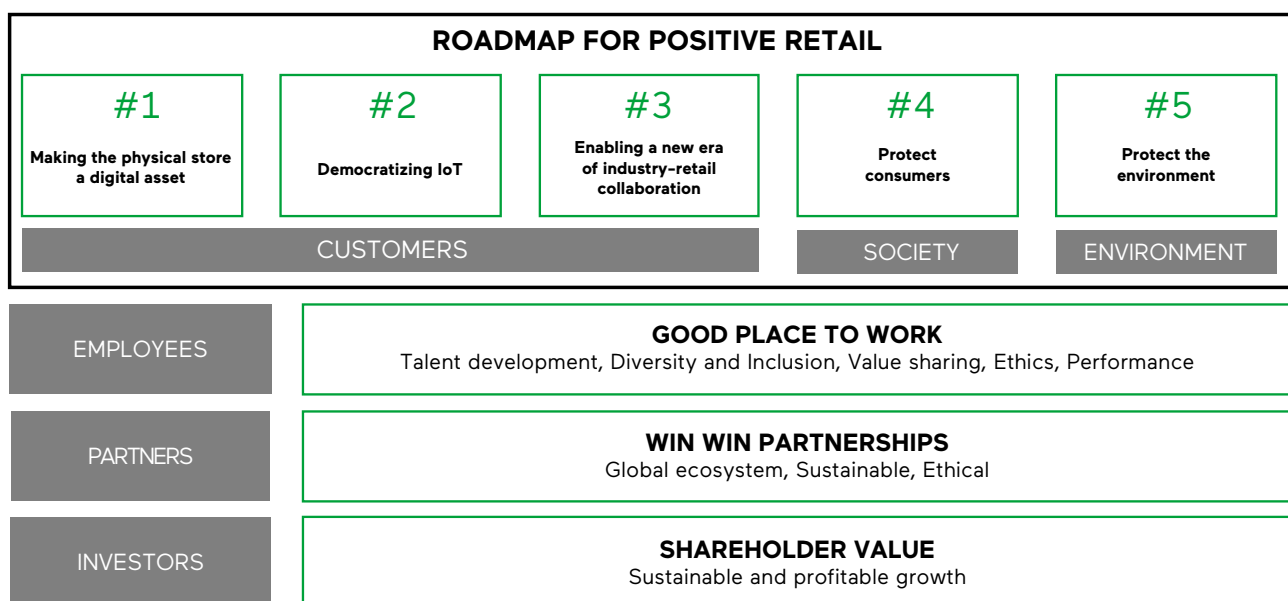 ROADMAP FOR POSITIVE RETAIL
#1
Making the physical store
a digital asset
#2
Democratizing IoT
#3
Enabling a new era
of industry-retail
collaboration
#4
Protect
consumers
#5
Protect the
environment
CUSTOMERS
SOCIETY
ENVIRONMENT
EMPLOYEES
GOOD PLACE TO WORK
Talent development, Diversity and Inclusion, Value sharing, Ethics, Performance
PARTNERS
WIN WIN PARTNERSHIPS
Global ecosystem, Sustainable, Ethical
INVESTORS
SHAREHOLDER VALUE
Sustainable and profitable growth